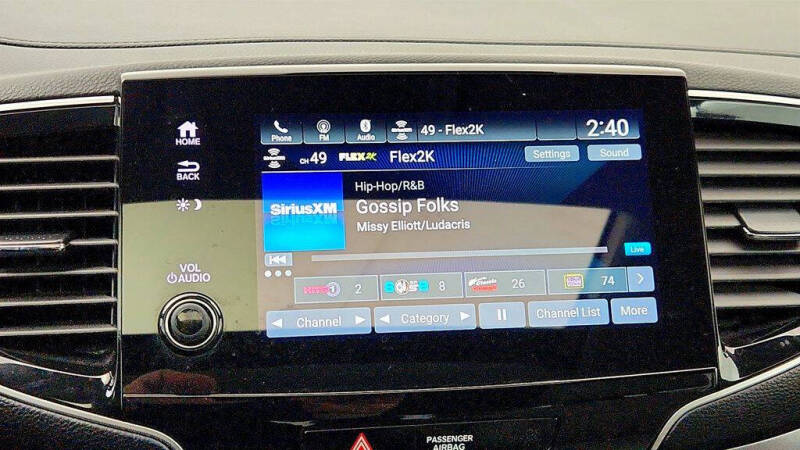 HOME
BACK
VOL
AUDIO
Phone
FM
Audio
49 - Flex2K
2:40
CH 49 FLEX2K Flex2K
Settings
Sound
SiriusXM
Hip-Hop/R&B
Gossip Folks
Missy Elliott/Ludacris
Live
2
8
26
74
Channel
Category
Channel List
More
PASSENGER
AIRBAG